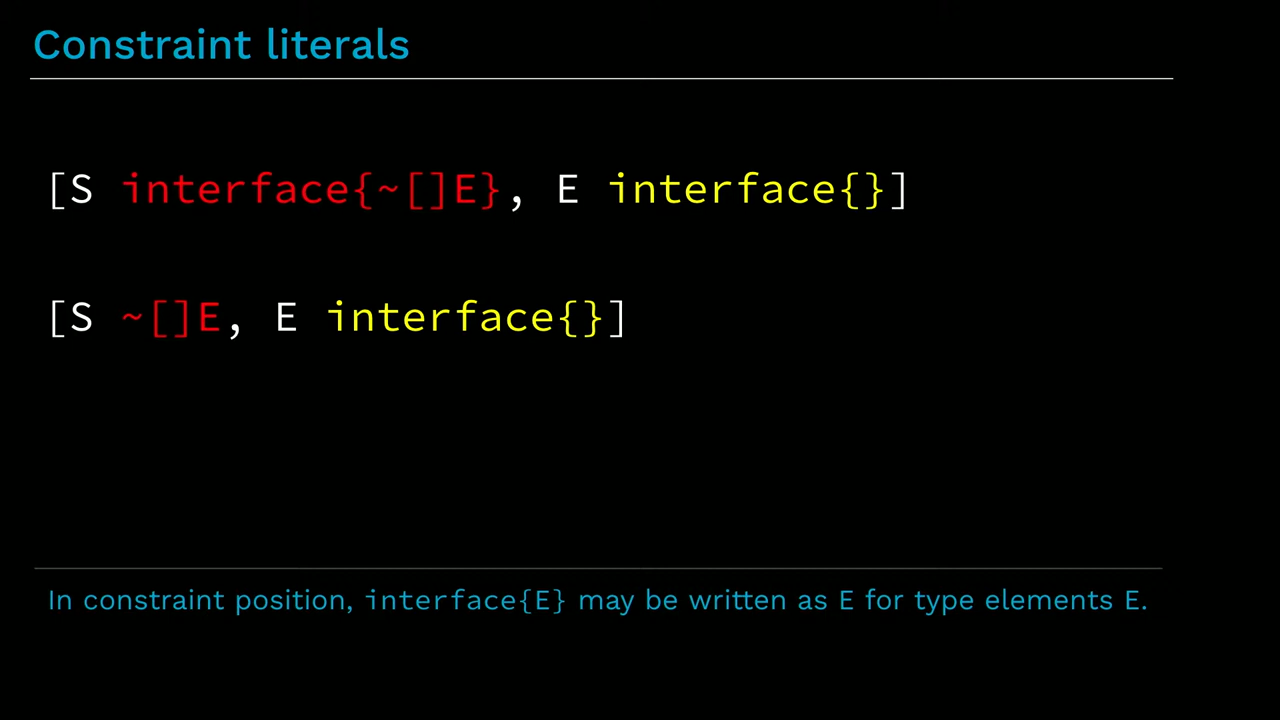 Constraint literals
[S interface{~[]E}, E interface{}]
[S ~[]E, E interface{}]
In constraint position, interface{E} may be written as E for type elements E.